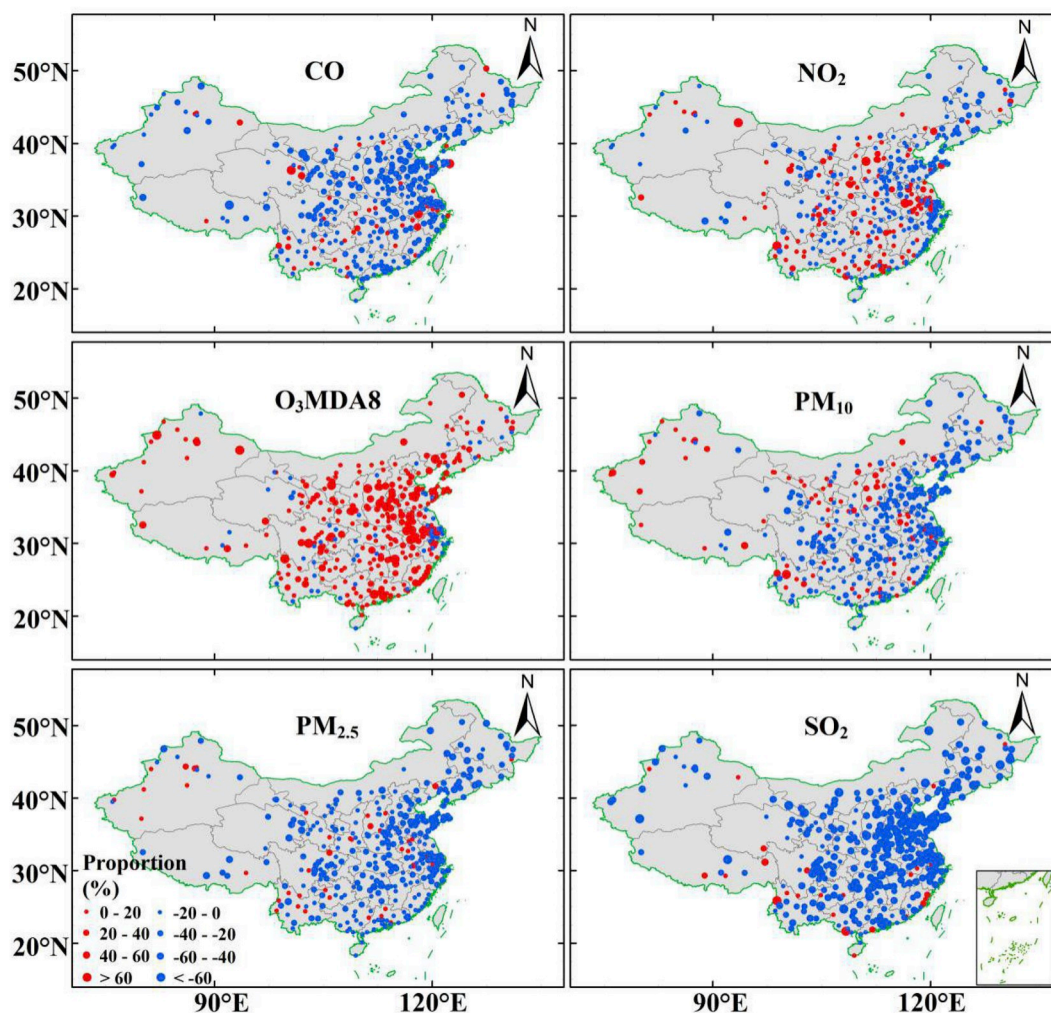 N
N
CO
NO₂
50°N
40°N
30°N
20°N
N
N
O₃MDA8
PM₁₀
50°N
40°N
30°N
20°N
N
N
PM₂.₅
SO₂
50°N
40°N
30°N
20°N
Proportion
(%)
0 - 20
-20 - 0
20 - 40
-40 - -20
40 - 60
-60 - -40
> 60
< -60
90°E
120°E
90°E
120°E